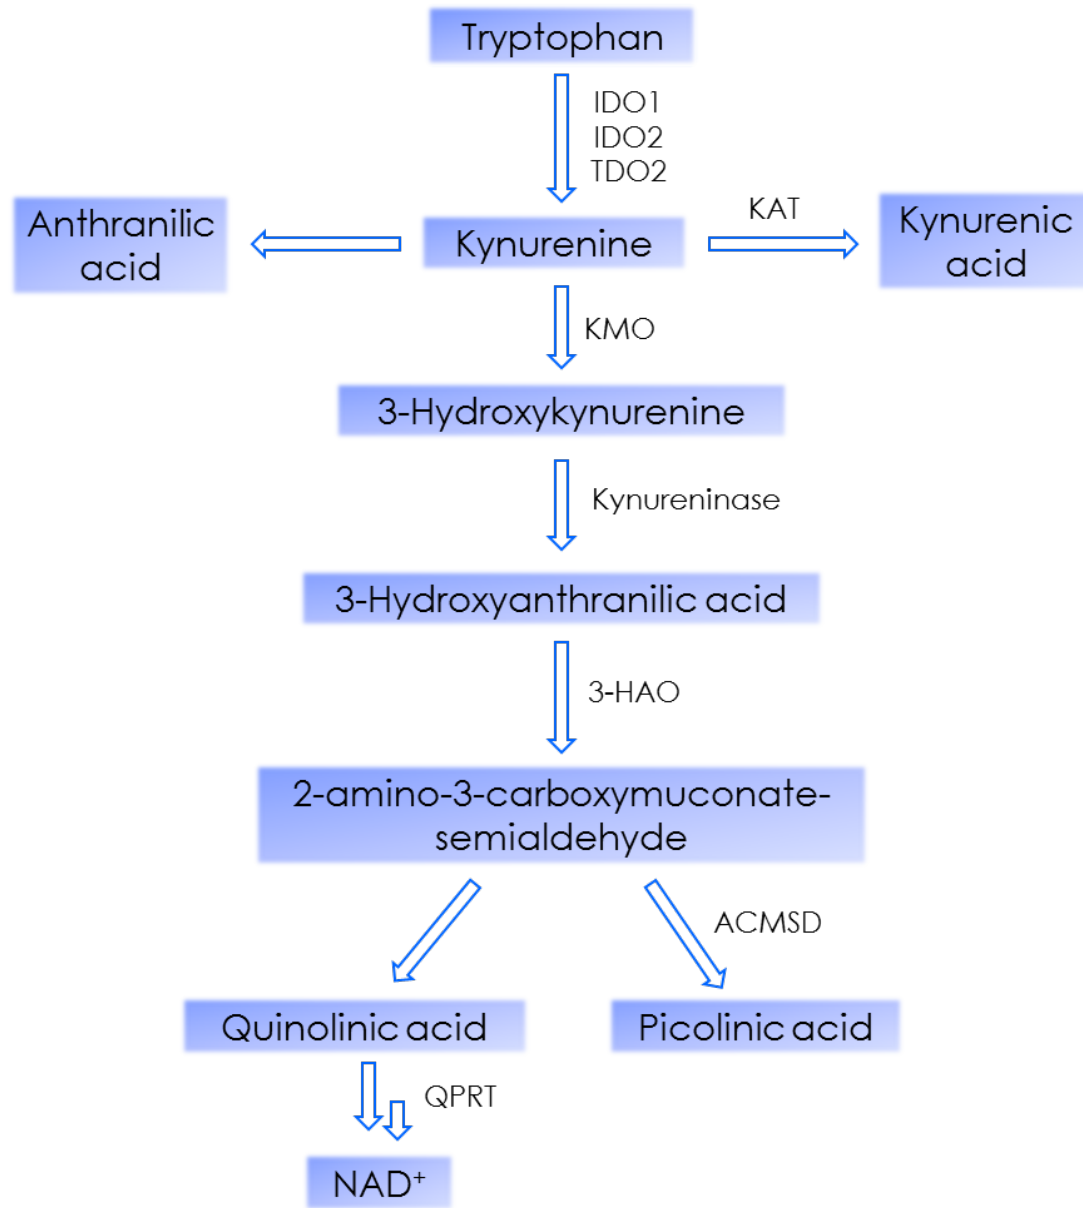 Tryptophan
IDO1
IDO2
TDO2
Anthranilic
acid
Kynurenine
KAT
Kynurenic
acid
KMO
3-Hydroxykynurenine
Kynureninase
3-Hydroxyanthranilic acid
3-HAO
2-amino-3-carboxymuconate-
semialdehyde
ACMSD
Quinolinic acid
Picolinic acid
QPRT
NAD⁺